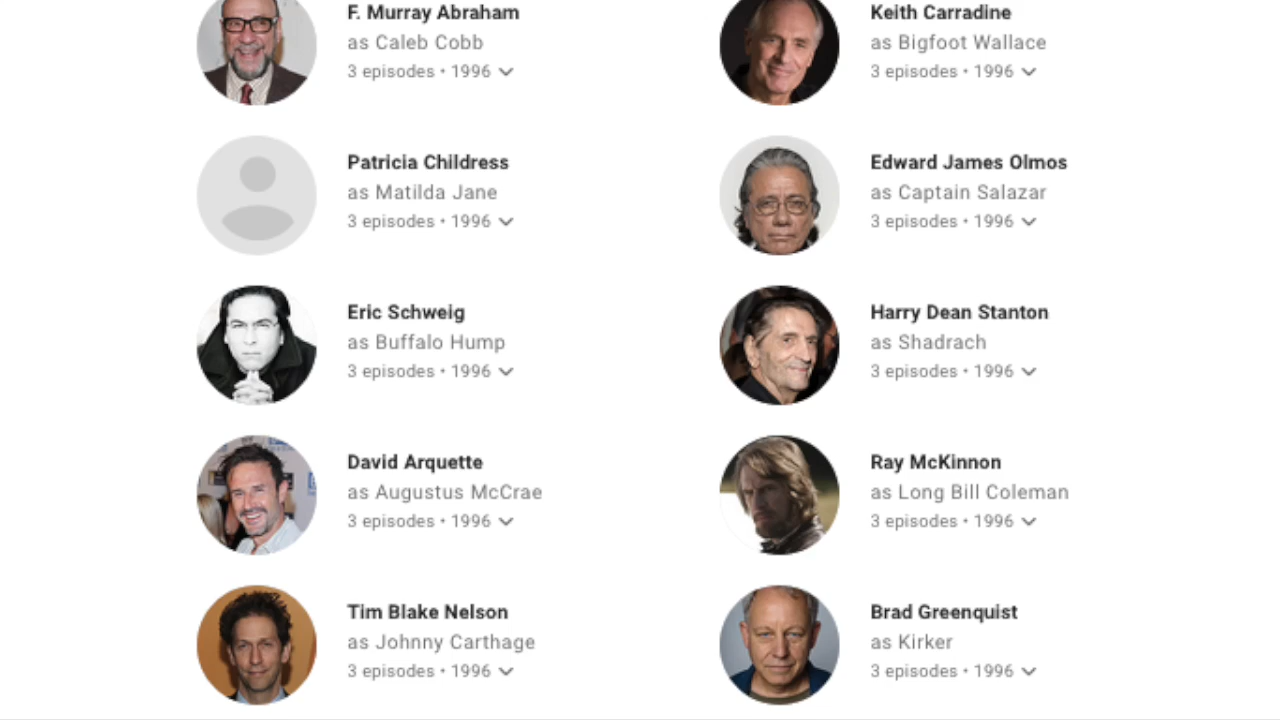 F. Murray Abraham
as Caleb Cobb
3 episodes • 1996
Keith Carradine
as Bigfoot Wallace
3 episodes • 1996
Patricia Childress
as Matilda Jane
3 episodes • 1996
Edward James Olmos
as Captain Salazar
3 episodes • 1996
Eric Schweig
as Buffalo Hump
3 episodes • 1996
Harry Dean Stanton
as Shadrach
3 episodes • 1996
David Arquette
as Augustus McCrae
3 episodes • 1996
Ray McKinnon
as Long Bill Coleman
3 episodes • 1996
Tim Blake Nelson
as Johnny Carthage
3 episodes • 1996
Brad Greenquist
as Kirker
3 episodes • 1996